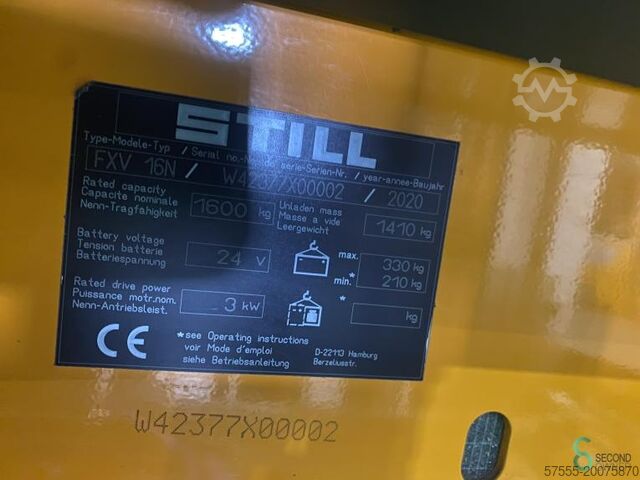 STILL
Type-Modele-Typ / Serial no.-No. de serie-Serien-Nr. / year-annee-Baujahr
FXV 16N / W42377X00002 / 2020
Rated capacity
Capacite nominale
Nenn-Tragfähigkeit
1600 kg
Unladen mass
Masse a vide
Leergewicht
1410 kg
Battery voltage
Tension batterie
Batteriespannung
24 V
max. 330 kg
min. 210 kg
*
Rated drive power
Puissance motr.nom.
Nenn-Antriebsleist.
3 kW
* kg
*see Operating instructions
voir Mode d'emploi
siehe Betriebsanleitung
D-22113 Hamburg
Berzeliusstr.
CE
W42377X00002
SECOND
57555-20075870